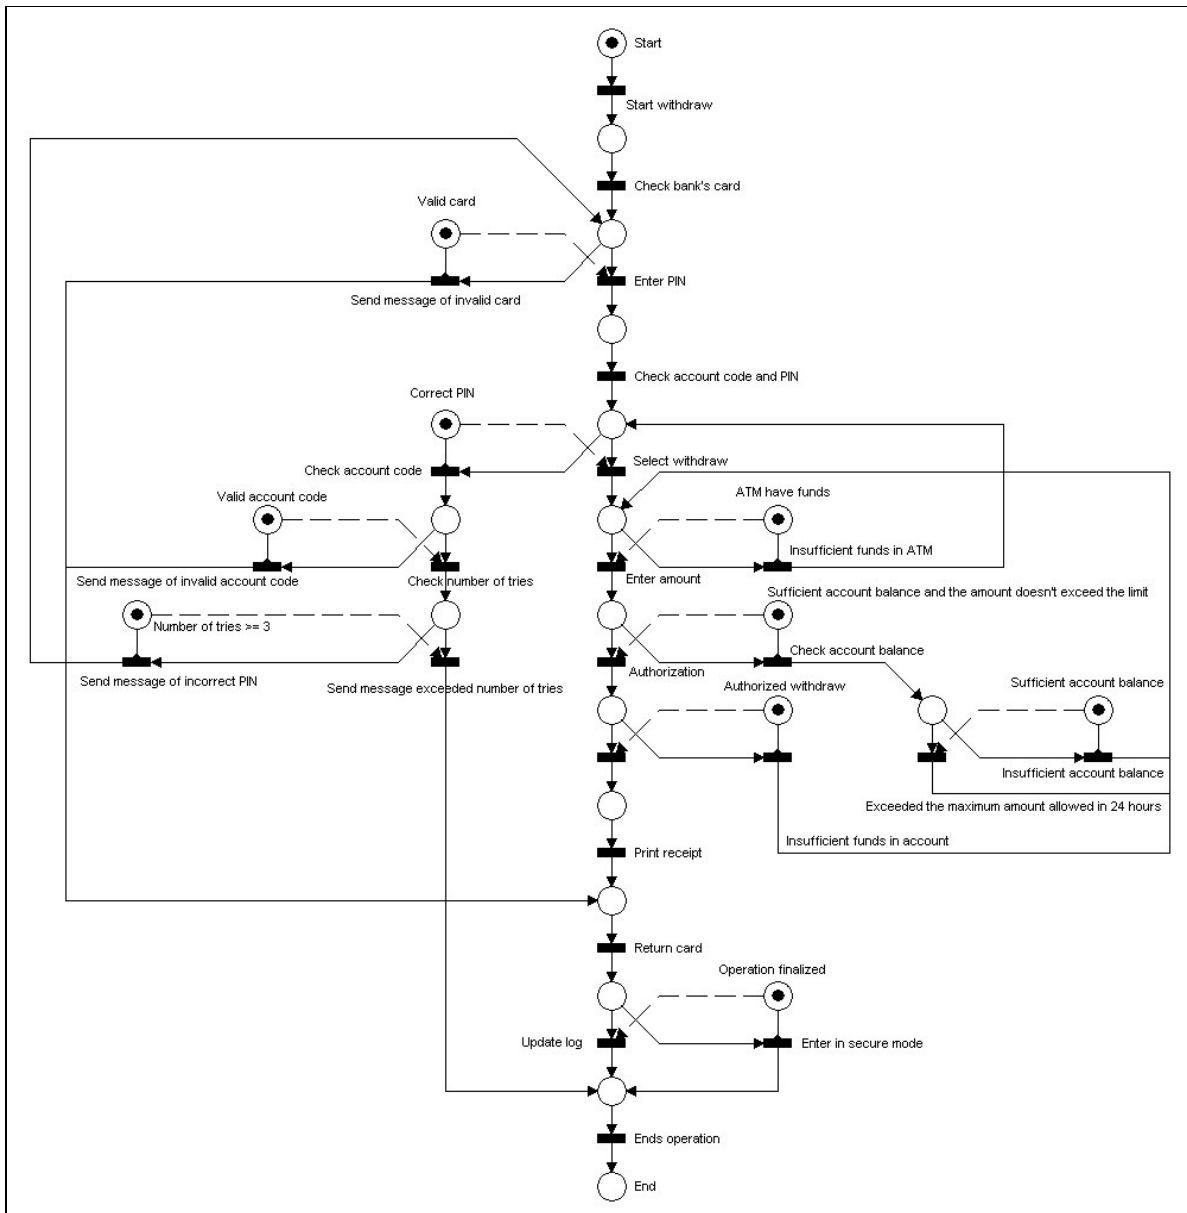 Start
Start withdraw
Check bank's card
Valid card
Enter PIN
Send message of invalid card
Check account code and PIN
Correct PIN
Select withdraw
Check account code
Valid account code
ATM have funds
Insufficient funds in ATM
Send message of invalid account code
Check number of tries
Enter amount
Sufficient account balance and the amount doesn't exceed the limit
Number of tries >= 3
Check account balance
Authorization
Send message of incorrect PIN
Send message exceeded number of tries
Authorized withdraw
Sufficient account balance
Insufficient account balance
Exceeded the maximum amount allowed in 24 hours
Insufficient funds in account
Print receipt
Return card
Operation finalized
Update log
Enter in secure mode
Ends operation
End